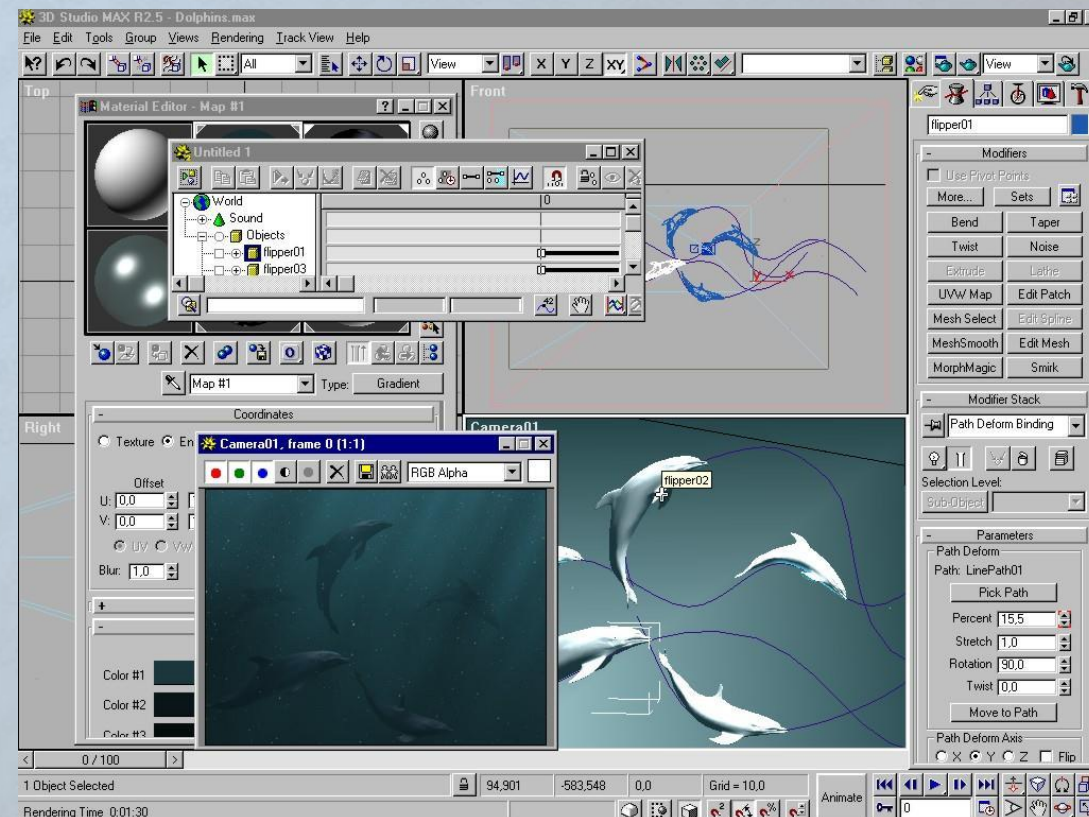 3D Studio MAX R2.5 - Dolphins.max
File Edit Tools Group Views Rendering Track View Help
All View X Y Z XY View
Top
Material Editor - Map #1
Front
flipper01
Untitled 1
Modifiers
Use Pivot Points
More... Sets
World 0
Sound
Objects
flipper01
flipper03
Bend Taper
Twist Noise
Extrude Lathe
UVW Map Edit Patch
Mesh Select Edit Spline
MeshSmooth Edit Mesh
MorphMagic Smirk
Map #1 Type: Gradient
Coordinates
Modifier Stack
Path Deform Binding
Right
Texture En
Camera01
Camera01, frame 0 (1:1)
RGB Alpha
Offset
U: 0,0
V: 0,0
UV VW
Blur: 1,0
flipper02
Selection Level:
Sub-Object
Parameters
Path Deform
Path: LinePath01
Pick Path
Percent 15,5
Stretch 1,0
Rotation 90,0
Twist 0,0
Move to Path
Path Deform Axis
X Y Z Flip
Color #1
Color #2
Color #3
0 / 100
1 Object Selected 94,901 -583,548 0,0 Grid = 10,0 Animate
Rendering Time 0:01:30 0